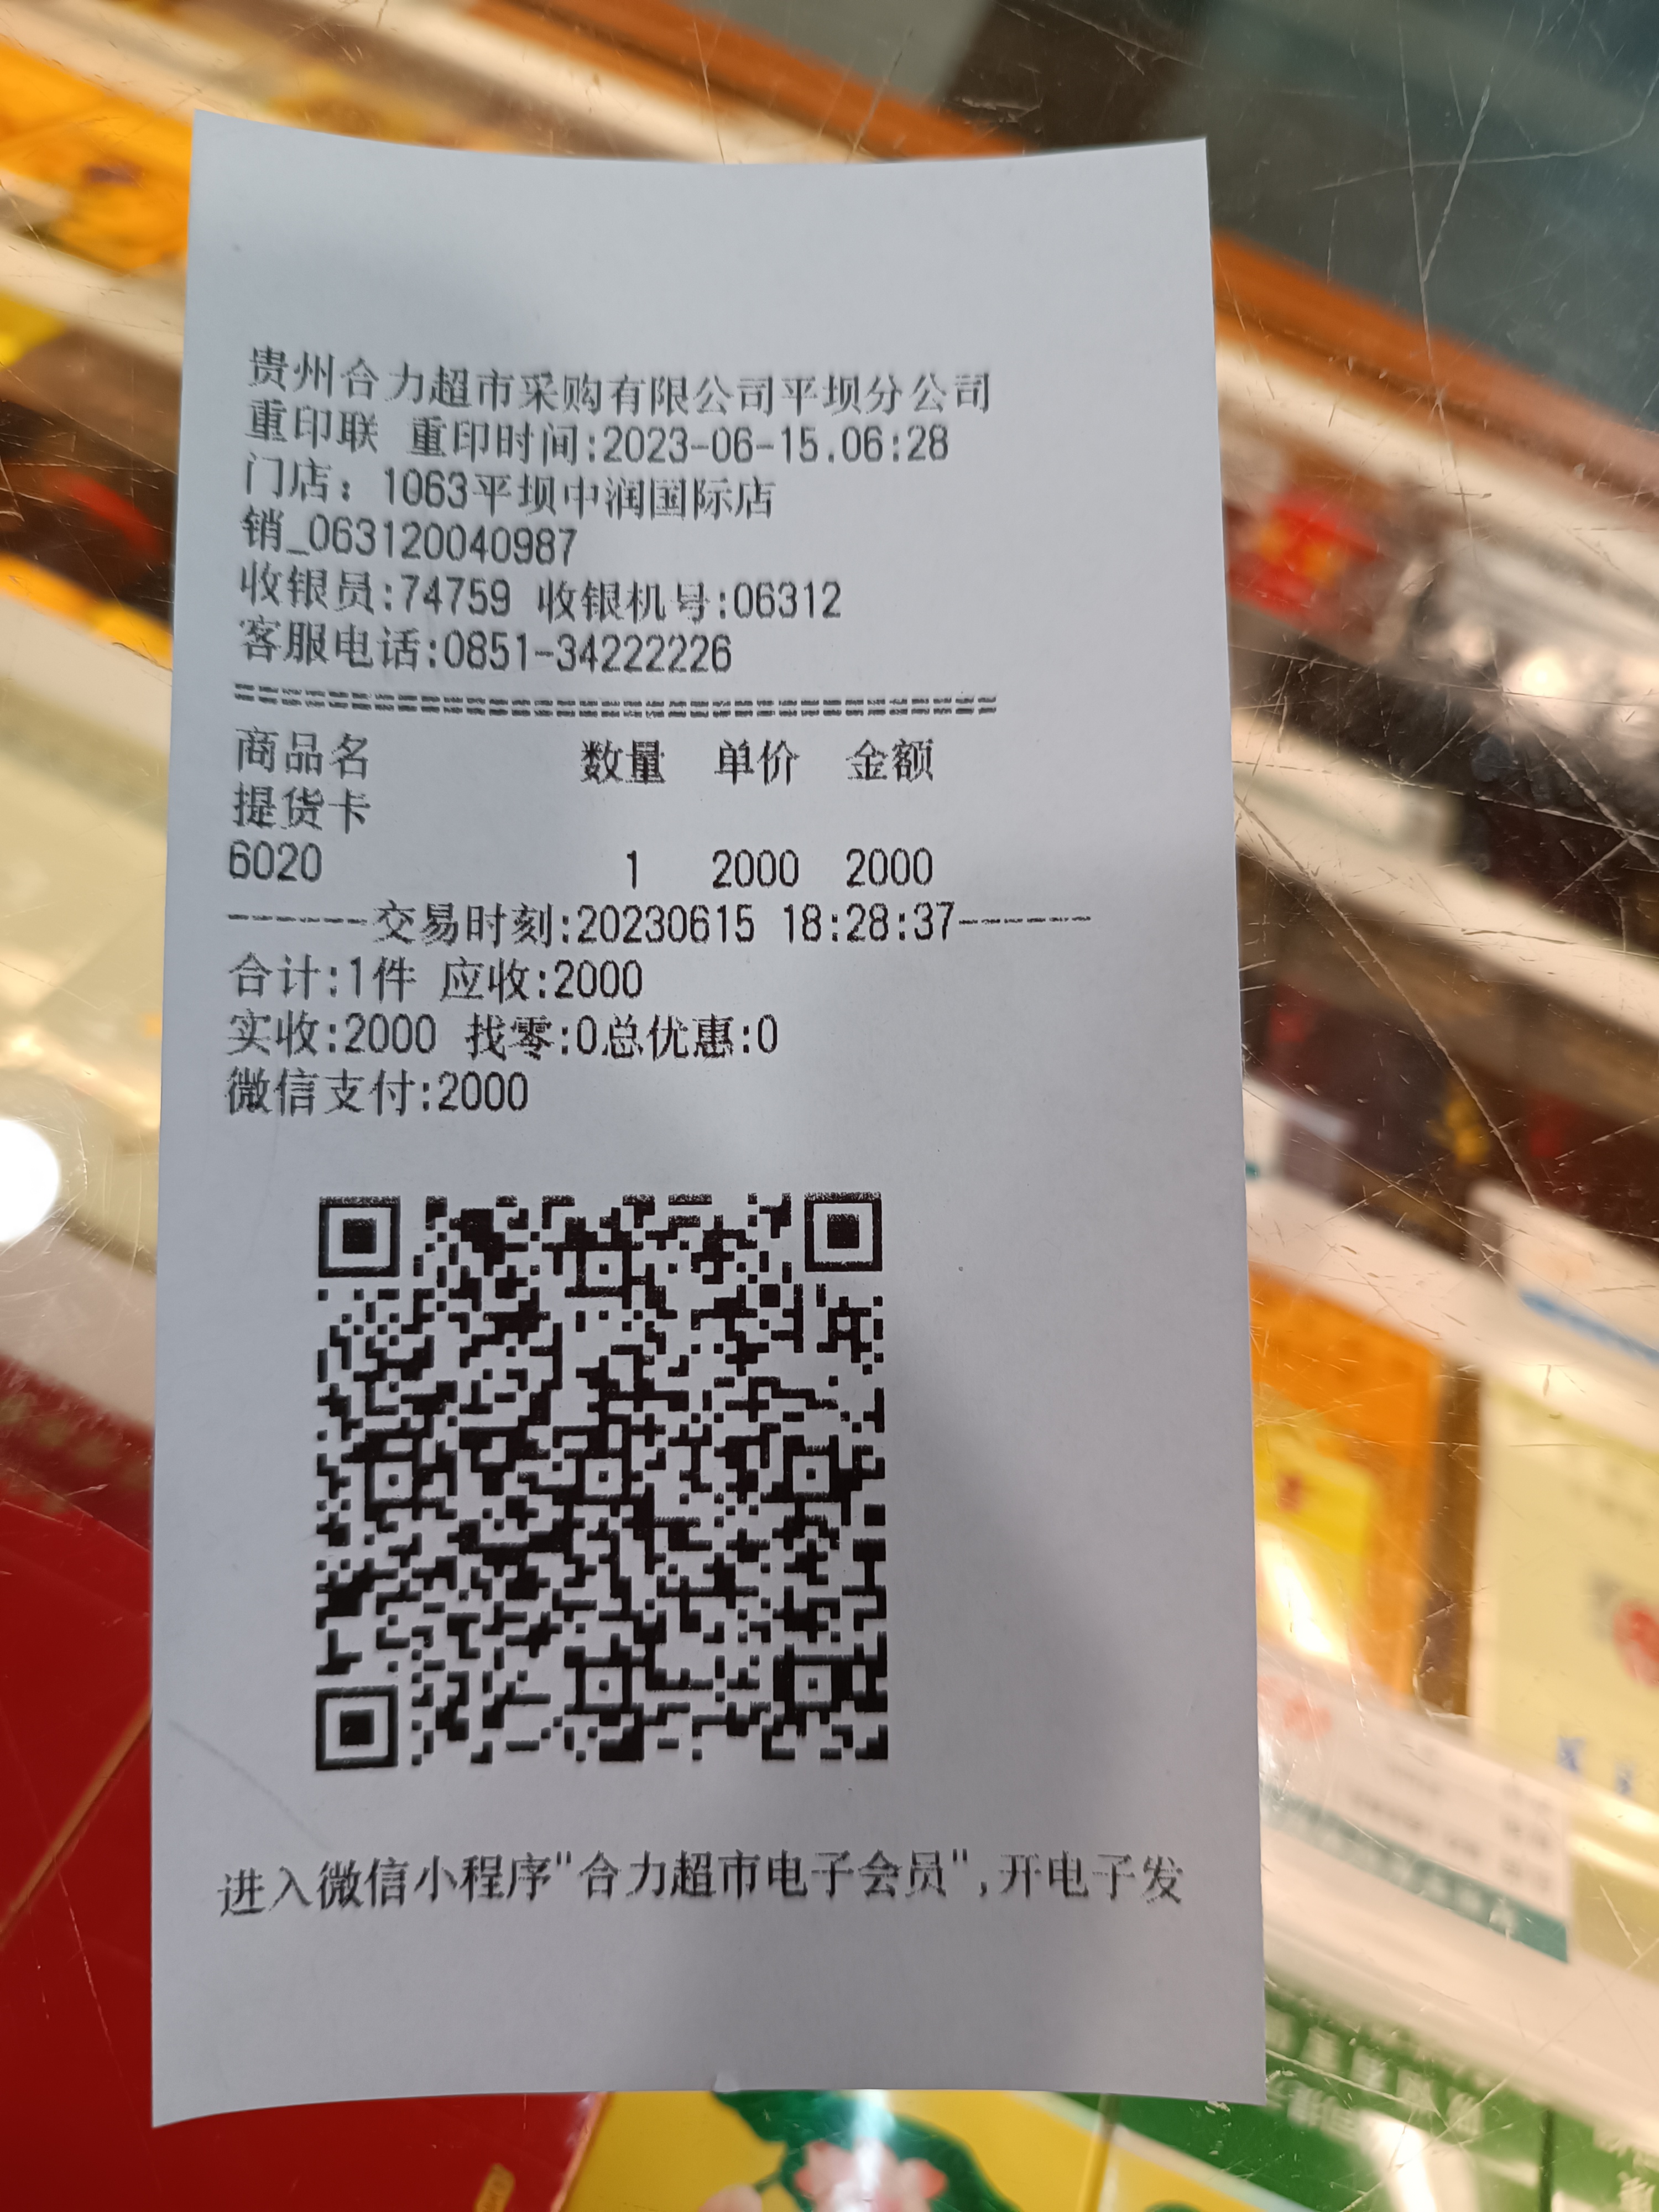 贵州合力超市采购有限公司平坝分公司
重印联 重印时间:2023-06-15.06:28
门店：1063平坝中润国际店
销_063120040987
收银员:74759 收银机号:06312
客服电话:0851-34222226
==================================
商品名 数量 单价 金额
提货卡
6020 1 2000 2000
------交易时刻:20230615 18:28:37------
合计:1件 应收:2000
实收:2000 找零:0总优惠:0
微信支付:2000
进入微信小程序"合力超市电子会员",开电子发